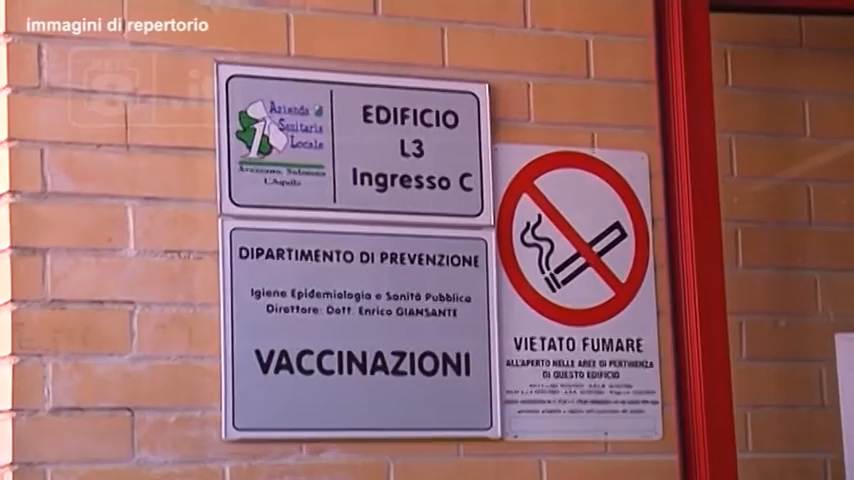 immagini di repertorio
Azienda
Sanitaria
Locale
Avezzano, Sulmona
L'Aquila
EDIFICIO
L3
Ingresso C
DIPARTIMENTO DI PREVENZIONE
Igiene Epidemiologia e Sanità Pubblica
Direttore: Dott. Enrico GIANSANTE
VACCINAZIONI
VIETATO FUMARE
ALL'APERTO NELLE AREE DI PERTINENZA
DI QUESTO EDIFICIO